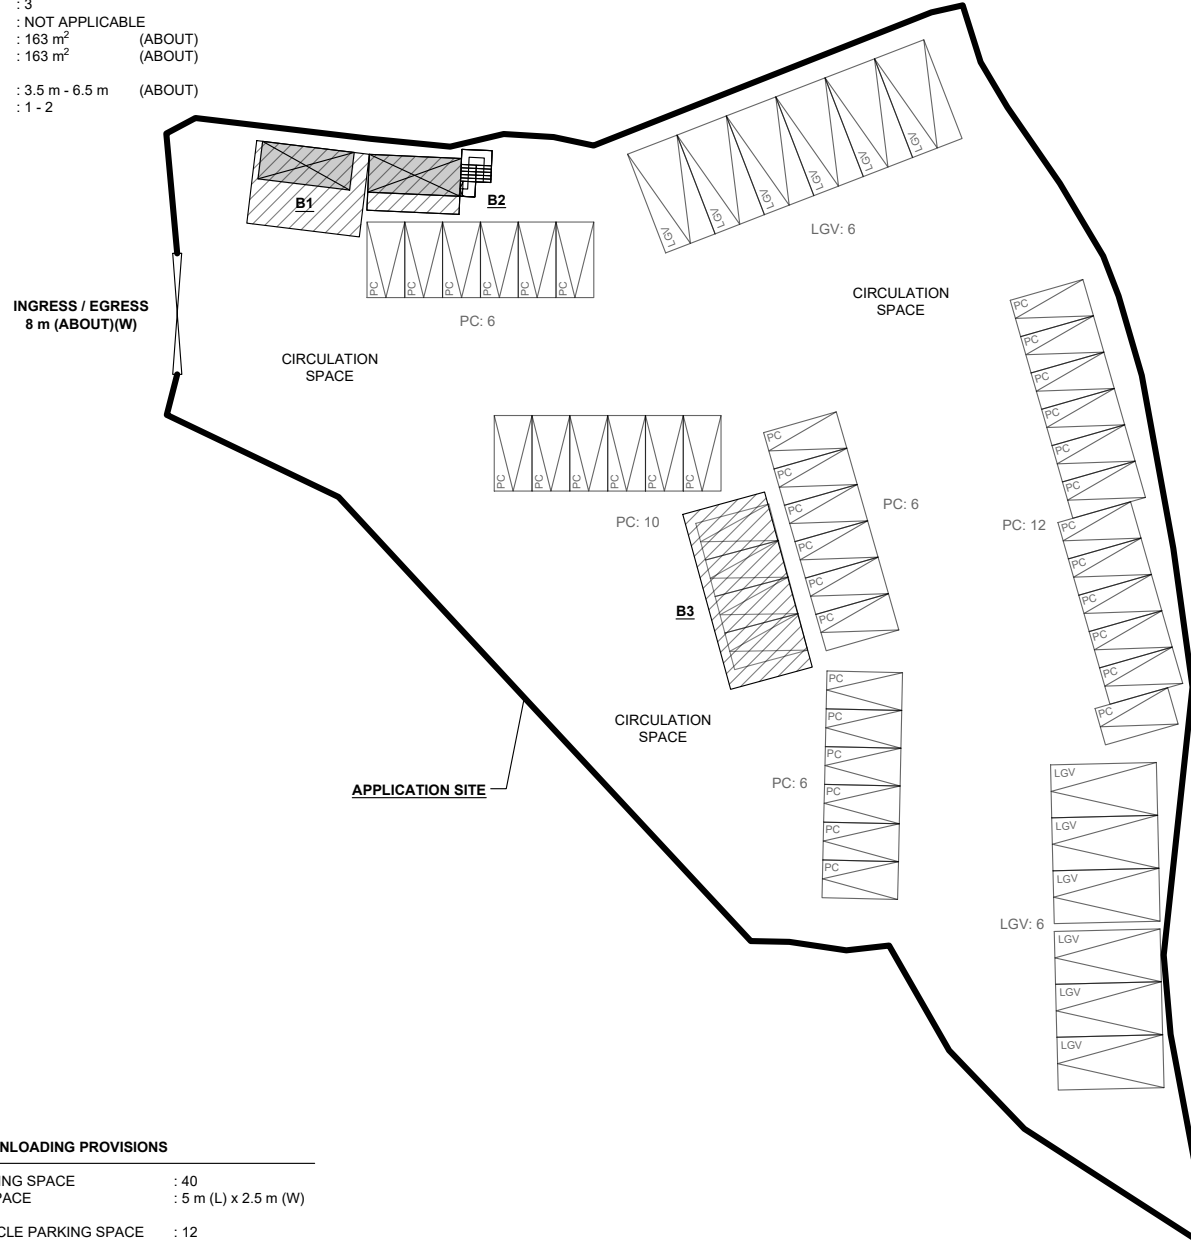 : 3
: NOT APPLICABLE
: 163 m² (ABOUT)
: 163 m² (ABOUT)
: 3.5 m - 6.5 m (ABOUT)
: 1 - 2
LGV LGV LGV LGV LGV LGV
LGV: 6
B1
B2
PC PC PC PC PC PC
PC: 6
INGRESS / EGRESS
8 m (ABOUT)(W)
CIRCULATION
SPACE
CIRCULATION
SPACE
PC
PC
PC
PC
PC
PC
PC
PC
PC
PC
PC
PC
PC: 12
PC PC PC PC PC PC
PC: 10
PC
PC
PC
PC
PC
PC
PC: 6
B3
CIRCULATION
SPACE
APPLICATION SITE
PC
PC
PC
PC
PC
PC
PC: 6
LGV
LGV
LGV
LGV
LGV
LGV
LGV: 6
NLOADING PROVISIONS
ING SPACE : 40
PACE : 5 m (L) x 2.5 m (W)
CLE PARKING SPACE : 12